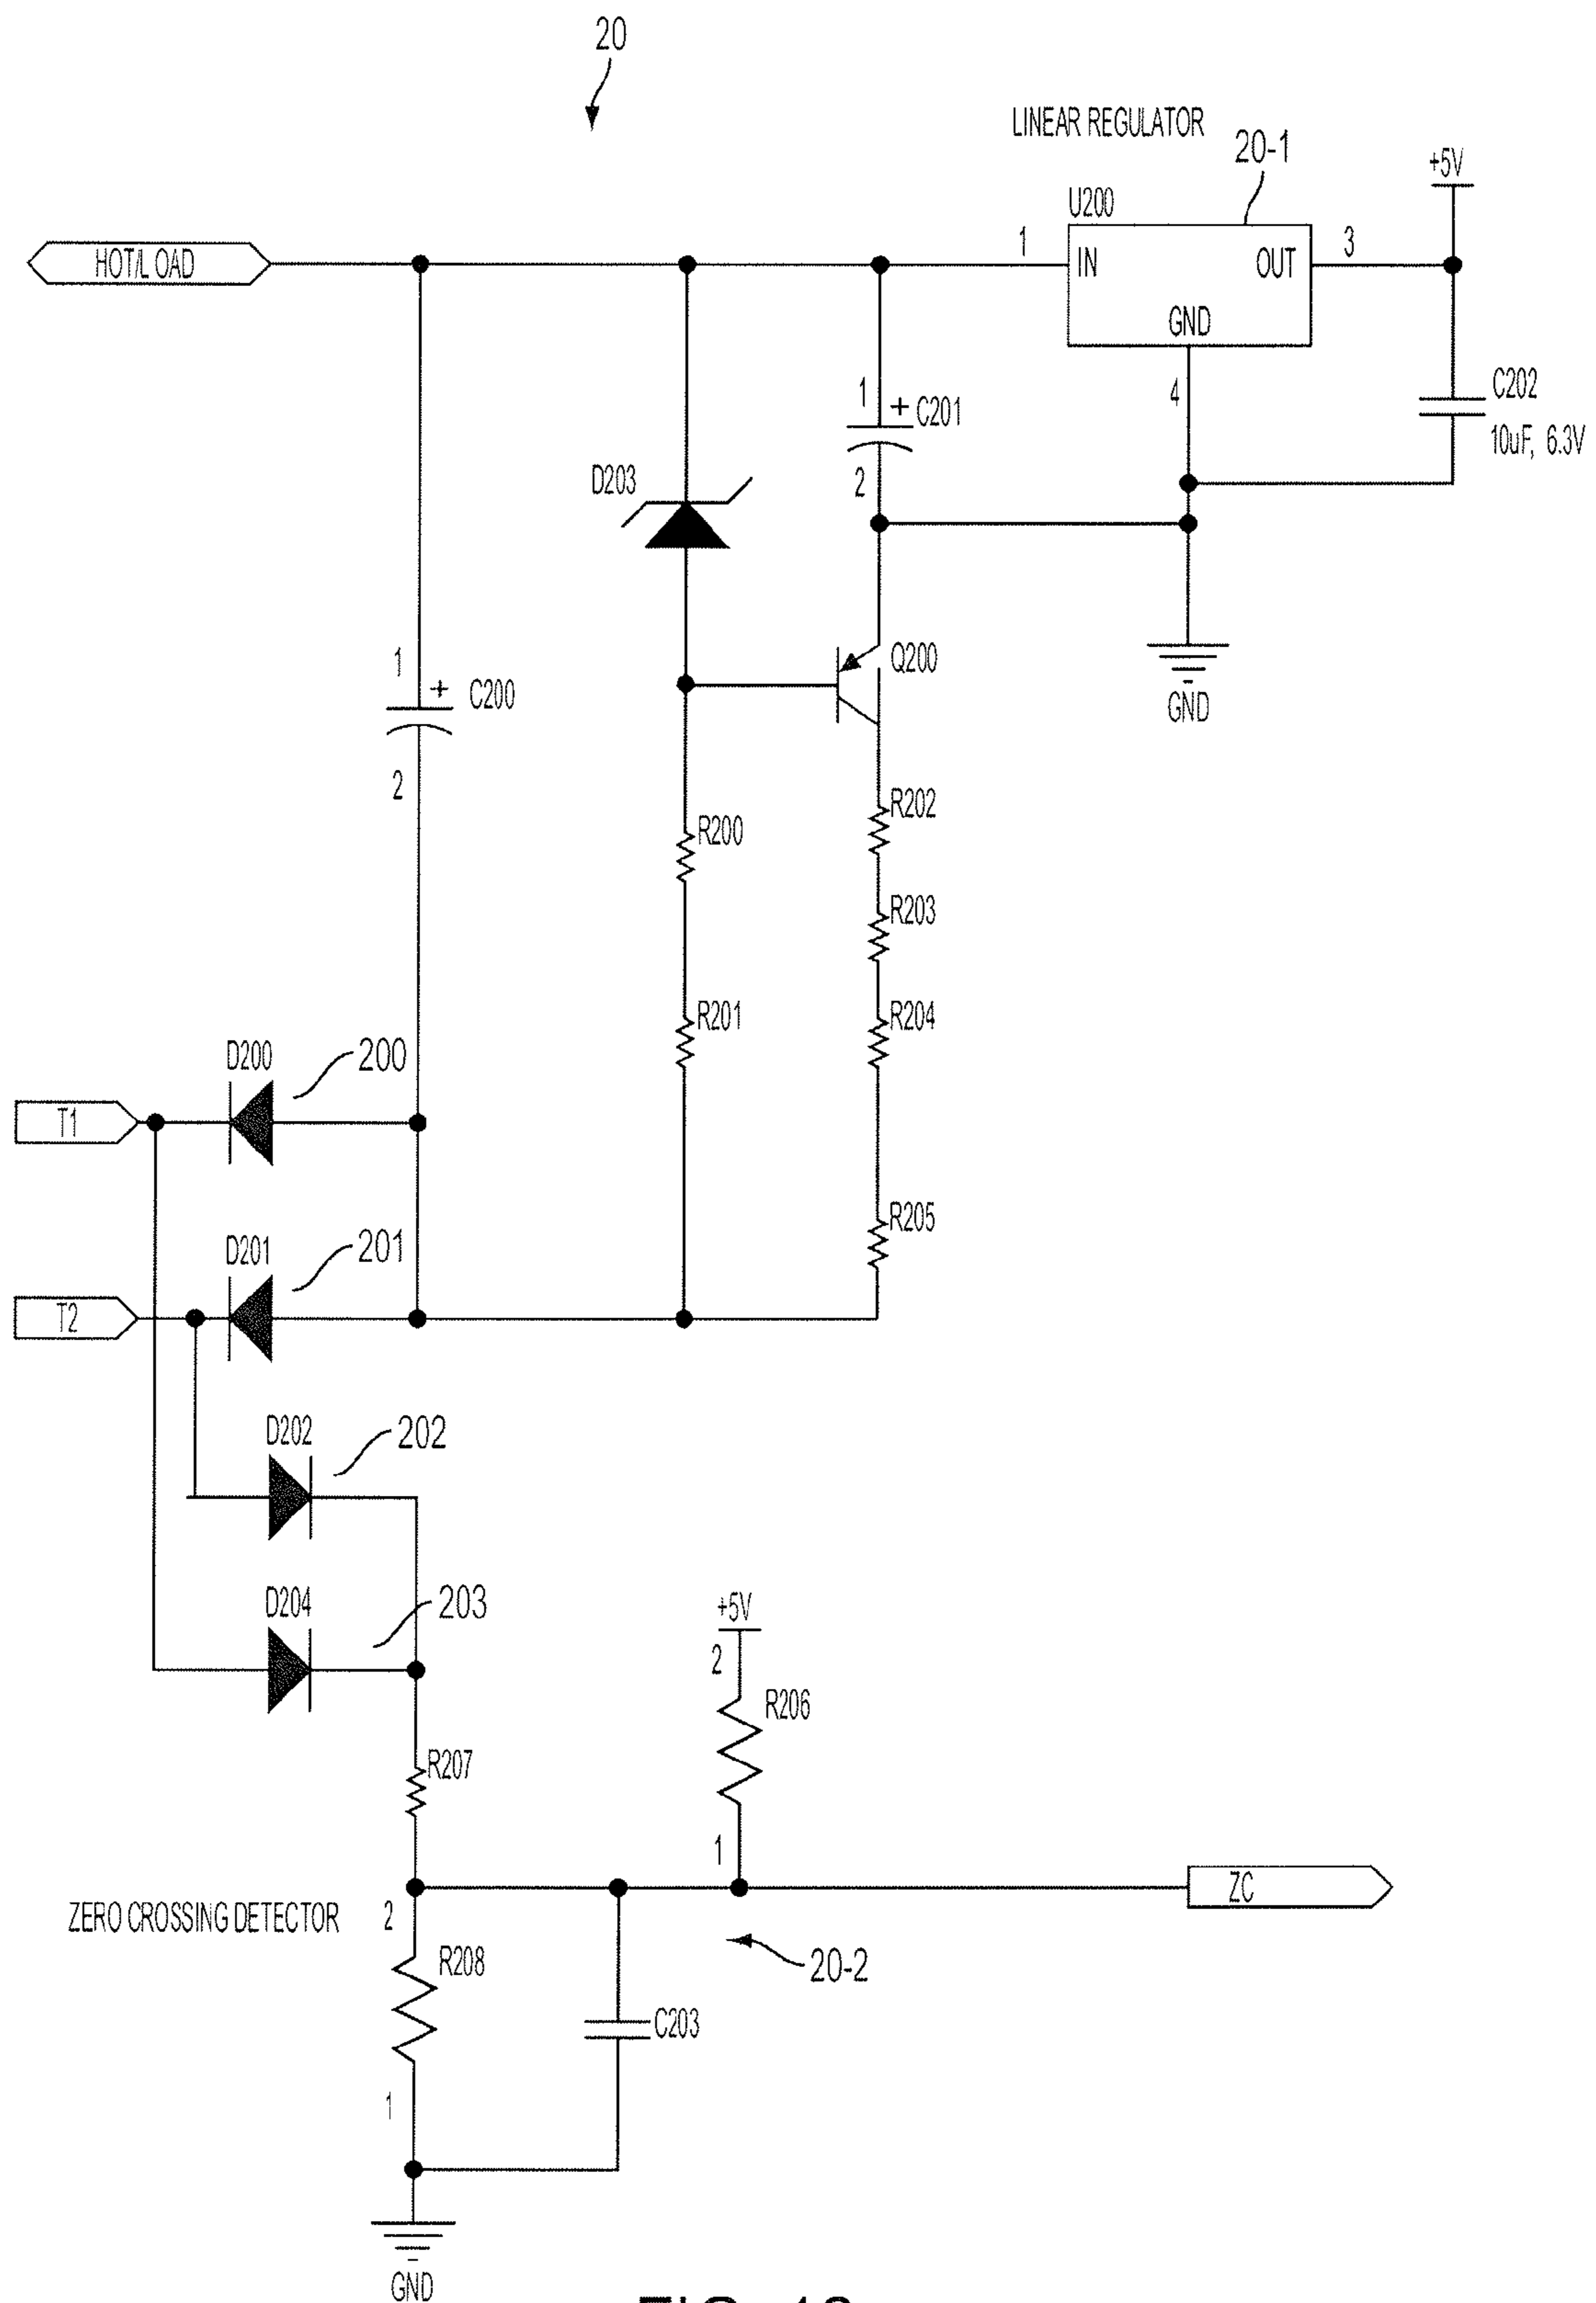 20
LINEAR REGULATOR
20-1
+5V
U200
HOT/LOAD
1
IN
OUT
3
GND
4
C202
10uF, 6.3V
1
+
C201
2
D203
Q200
GND
1
+
C200
2
R202
R200
R203
R201
R204
D200
200
T1
R205
D201
201
T2
D202
202
D204
203
+5V
2
R206
R207
1
ZC
ZERO CROSSING DETECTOR
2
20-2
R208
C203
1
GND